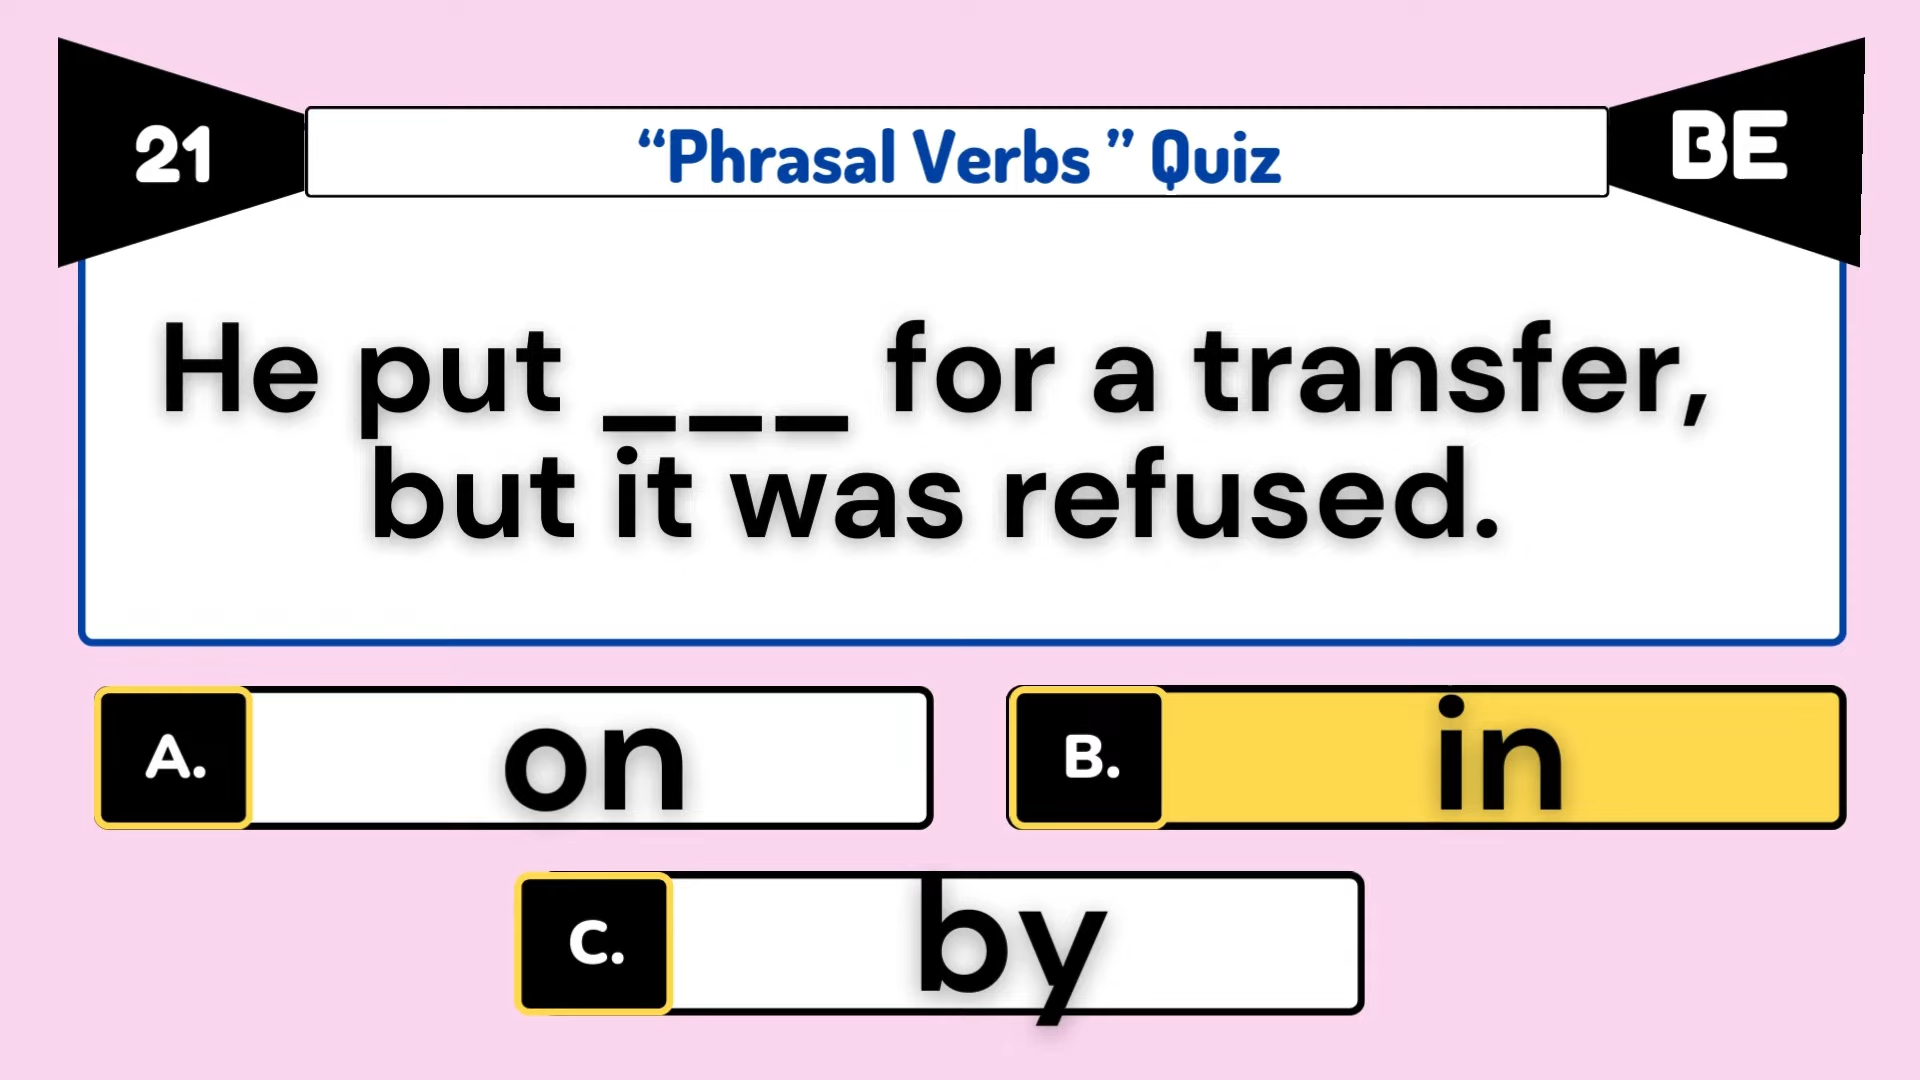 21
“Phrasal Verbs ” Quiz
BE
He put ___ for a transfer,
but it was refused.
A. on
B. in
C. by